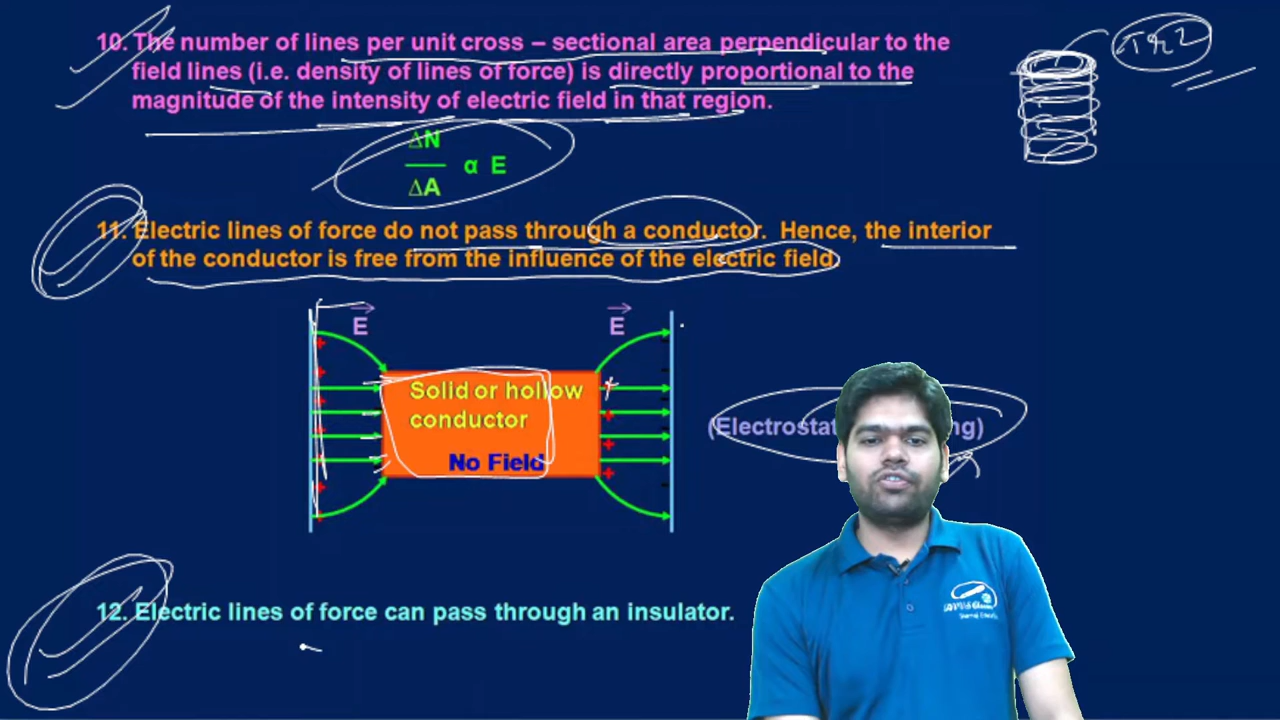 10. The number of lines per unit cross – sectional area perpendicular to the
field lines (i.e. density of lines of force) is directly proportional to the
magnitude of the intensity of electric field in that region.
πr2
ΔN
α E
ΔA
11. Electric lines of force do not pass through a conductor. Hence, the interior
of the conductor is free from the influence of the electric field.
E
E
Solid or hollow
conductor
No Field
12. Electric lines of force can pass through an insulator.